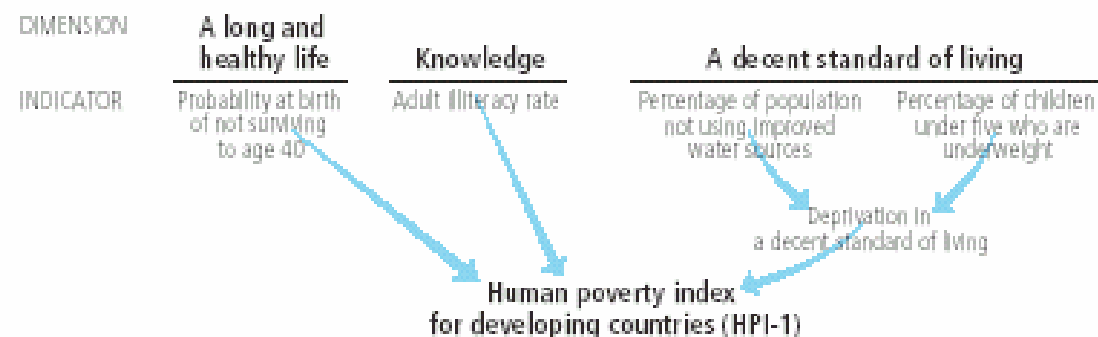 DIMENSION
A long and
healthy life
Knowledge
A decent standard of living
INDICATOR
Probability at birth
of not surviving
to age 40
Adult illiteracy rate
Percentage of population
not using improved
water sources
Percentage of children
under five who are
underweight
Deprivation in
a decent standard of living
Human poverty index
for developing countries (HPI-1)